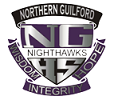 NORTHERN GUILFORD
NG
NIGHTHAWKS
HS
WISDOM
HOPE
INTEGRITY